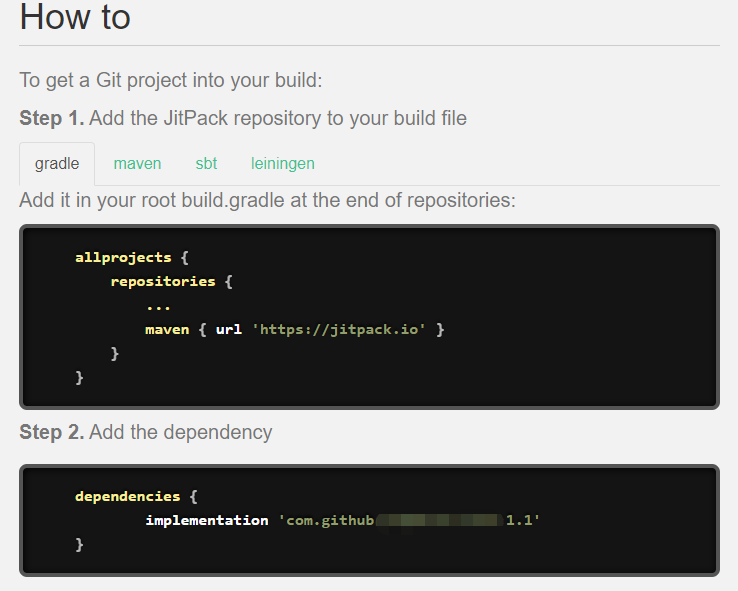 How to
To get a Git project into your build:
Step 1. Add the JitPack repository to your build file
gradle maven sbt leiningen
Add it in your root build.gradle at the end of repositories:
allprojects {
repositories {
...
maven { url 'https://jitpack.io' }
}
}
Step 2. Add the dependency
dependencies {
implementation 'com.github 1.1'
}